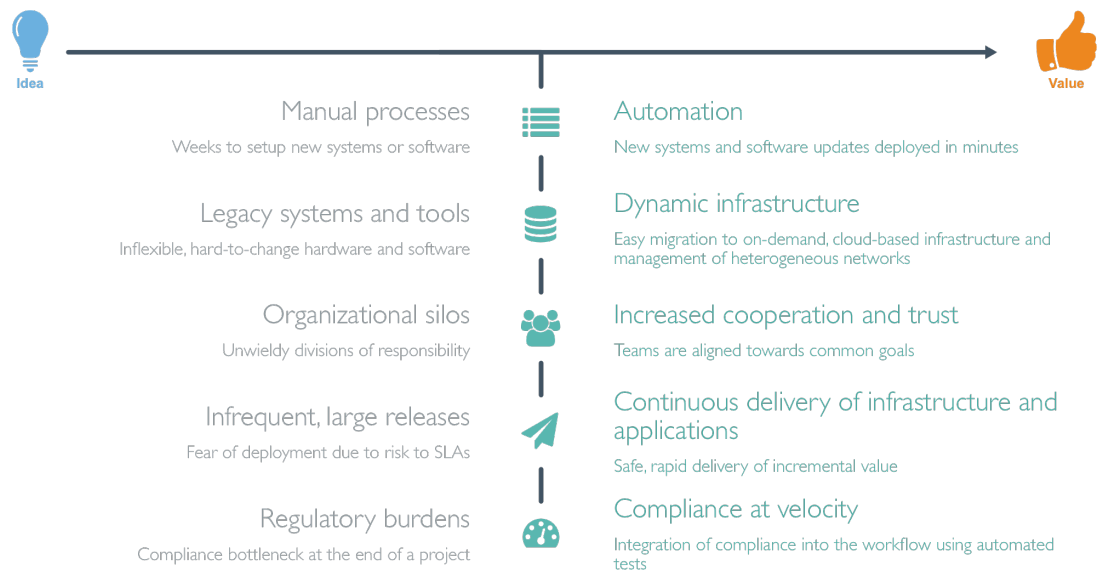 Idea
Value
Manual processes
Weeks to setup new systems or software
Automation
New systems and software updates deployed in minutes
Legacy systems and tools
Inflexible, hard-to-change hardware and software
Dynamic infrastructure
Easy migration to on-demand, cloud-based infrastructure and
management of heterogeneous networks
Organizational silos
Unwieldy divisions of responsibility
Increased cooperation and trust
Teams are aligned towards common goals
Infrequent, large releases
Fear of deployment due to risk to SLAs
Continuous delivery of infrastructure and
applications
Safe, rapid delivery of incremental value
Regulatory burdens
Compliance bottleneck at the end of a project
Compliance at velocity
Integration of compliance into the workflow using automated
tests